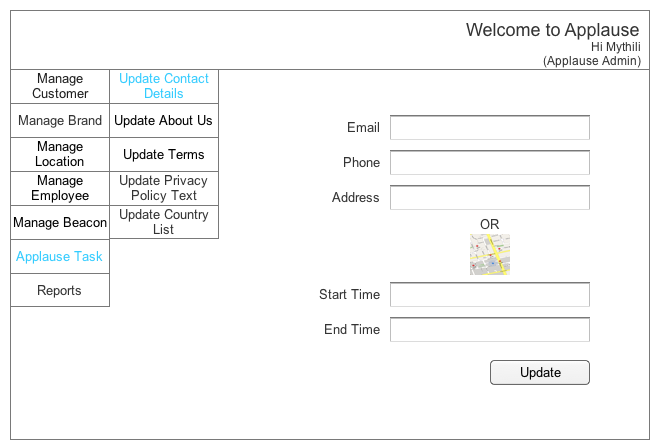 Welcome to Applause
Hi Mythili
(Applause Admin)
Manage
Customer
Manage Brand
Manage
Location
Manage
Employee
Manage Beacon
Applause Task
Reports
Update Contact
Details
Update About Us
Update Terms
Update Privacy
Policy Text
Update Country
List
Email
Phone
Address
OR
Start Time
End Time
Update